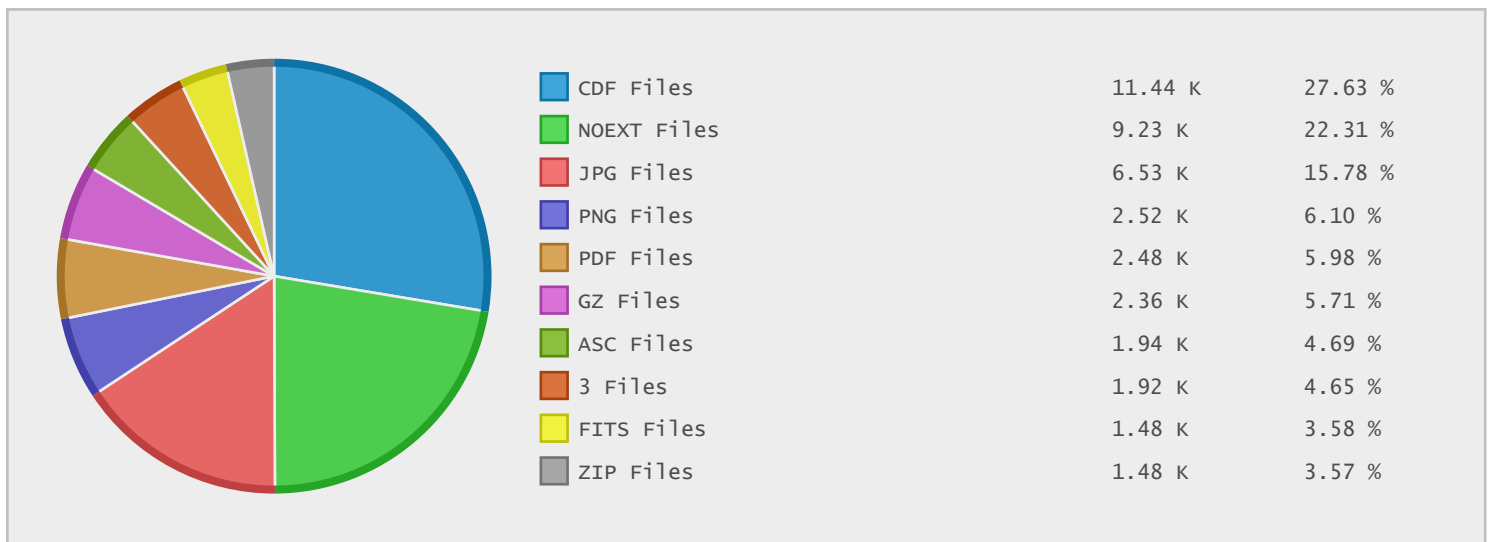 CDF Files 11.44 K 27.63 %
NOEXT Files 9.23 K 22.31 %
JPG Files 6.53 K 15.78 %
PNG Files 2.52 K 6.10 %
PDF Files 2.48 K 5.98 %
GZ Files 2.36 K 5.71 %
ASC Files 1.94 K 4.69 %
3 Files 1.92 K 4.65 %
FITS Files 1.48 K 3.58 %
ZIP Files 1.48 K 3.57 %